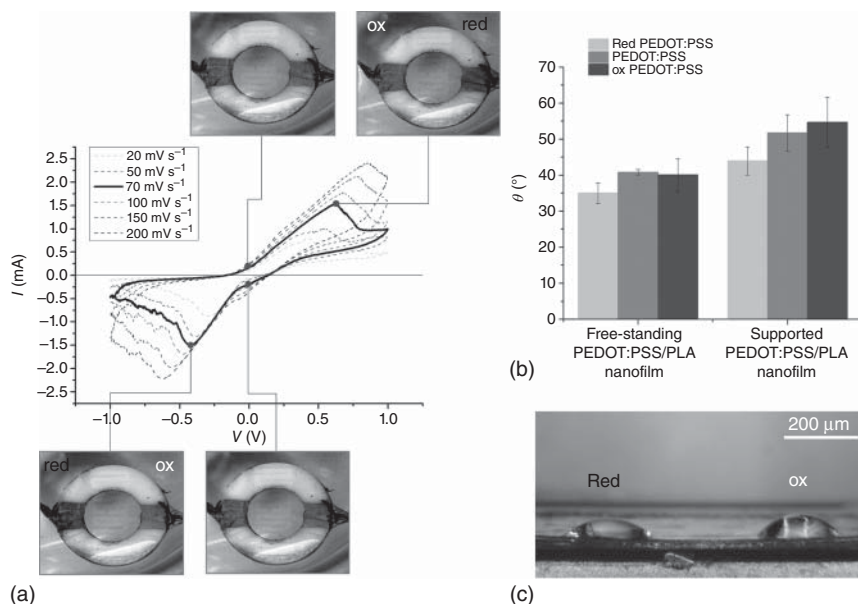 ox
red
2.5
2.0
1.5
1.0
0.5
0.0
−0.5
−1.0
−1.5
−2.0
−2.5
I (mA)
20 mV s⁻¹
50 mV s⁻¹
70 mV s⁻¹
100 mV s⁻¹
150 mV s⁻¹
200 mV s⁻¹
−1.0 −0.5 0.0 0.5 1.0
V (V)
red
ox
(a)
Red PEDOT:PSS
PEDOT:PSS
ox PEDOT:PSS
70
60
50
40
30
20
10
0
θ (°)
Free-standing
PEDOT:PSS/PLA
nanofilm
Supported
PEDOT:PSS/PLA
nanofilm
(b)
200 μm
Red
ox
(c)